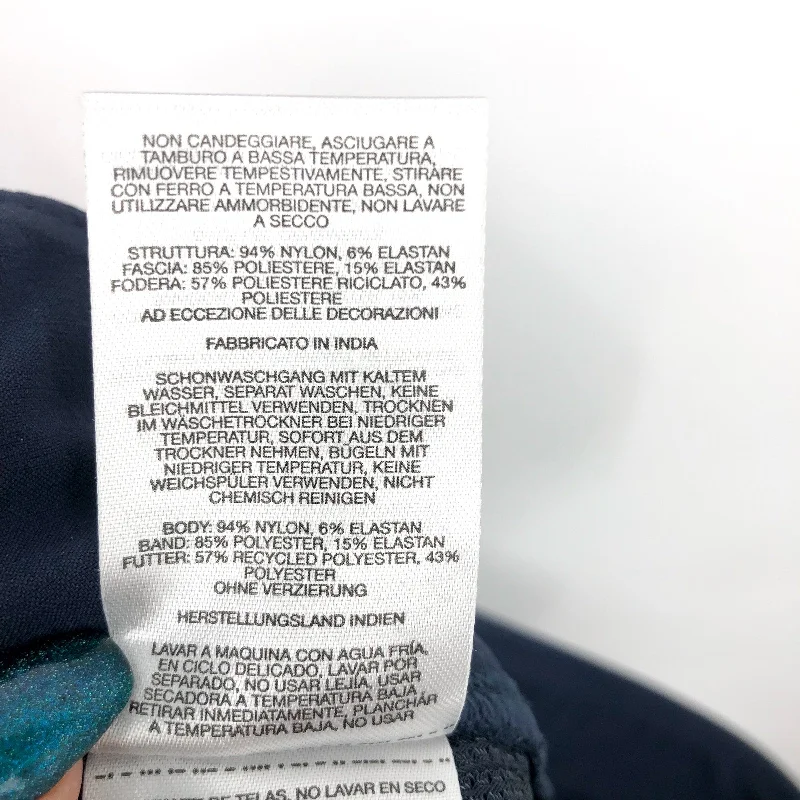 NON CANDEGGIARE, ASCIUGARE A
TAMBURO A BASSA TEMPERATURA,
RIMUOVERE TEMPESTIVAMENTE, STIRARE
CON FERRO A TEMPERATURA BASSA, NON
UTILIZZARE AMMORBIDENTE, NON LAVARE
A SECCO
STRUTTURA: 94% NYLON, 6% ELASTAN
FASCIA: 85% POLIESTERE, 15% ELASTAN
FODERA: 57% POLIESTERE RICICLATO, 43%
POLIESTERE
AD ECCEZIONE DELLE DECORAZIONI
FABBRICATO IN INDIA
SCHONWASCHGANG MIT KALTEM
WASSER, SEPARAT WASCHEN, KEINE
BLEICHMITTEL VERWENDEN, TROCKNEN
IM WÄSCHETROCKNER BEI NIEDRIGER
TEMPERATUR, SOFORT AUS DEM
TROCKNER NEHMEN, BÜGELN MIT
NIEDRIGER TEMPERATUR, KEINE
WEICHSPÜLER VERWENDEN, NICHT
CHEMISCH REINIGEN
BODY: 94% NYLON, 6% ELASTAN
BAND: 85% POLYESTER, 15% ELASTAN
FUTTER: 57% RECYCLED POLYESTER, 43%
POLYESTER
OHNE VERZIERUNG
HERSTELLUNGSLAND INDIEN
LAVAR A MAQUINA CON AGUA FRÍA,
EN CICLO DELICADO, LAVAR POR
SEPARADO, NO USAR LEJÍA, USAR
SECADORA A TEMPERATURA BAJA
RETIRAR INMEDIATAMENTE, PLANCHAR
A TEMPERATURA BAJA, NO USAR
DE TELAS, NO LAVAR EN SECO